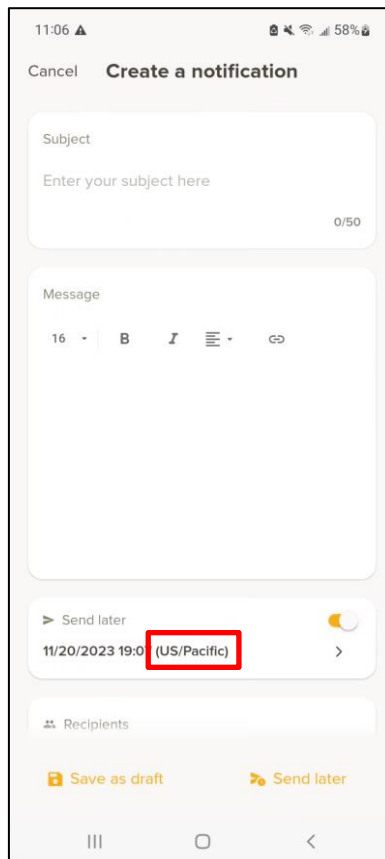 11:06 58%
Cancel Create a notification
Subject
Enter your subject here
0/50
Message
16 B I
Send later
11/20/2023 19:07 (US/Pacific)
Recipients
Save as draft Send later